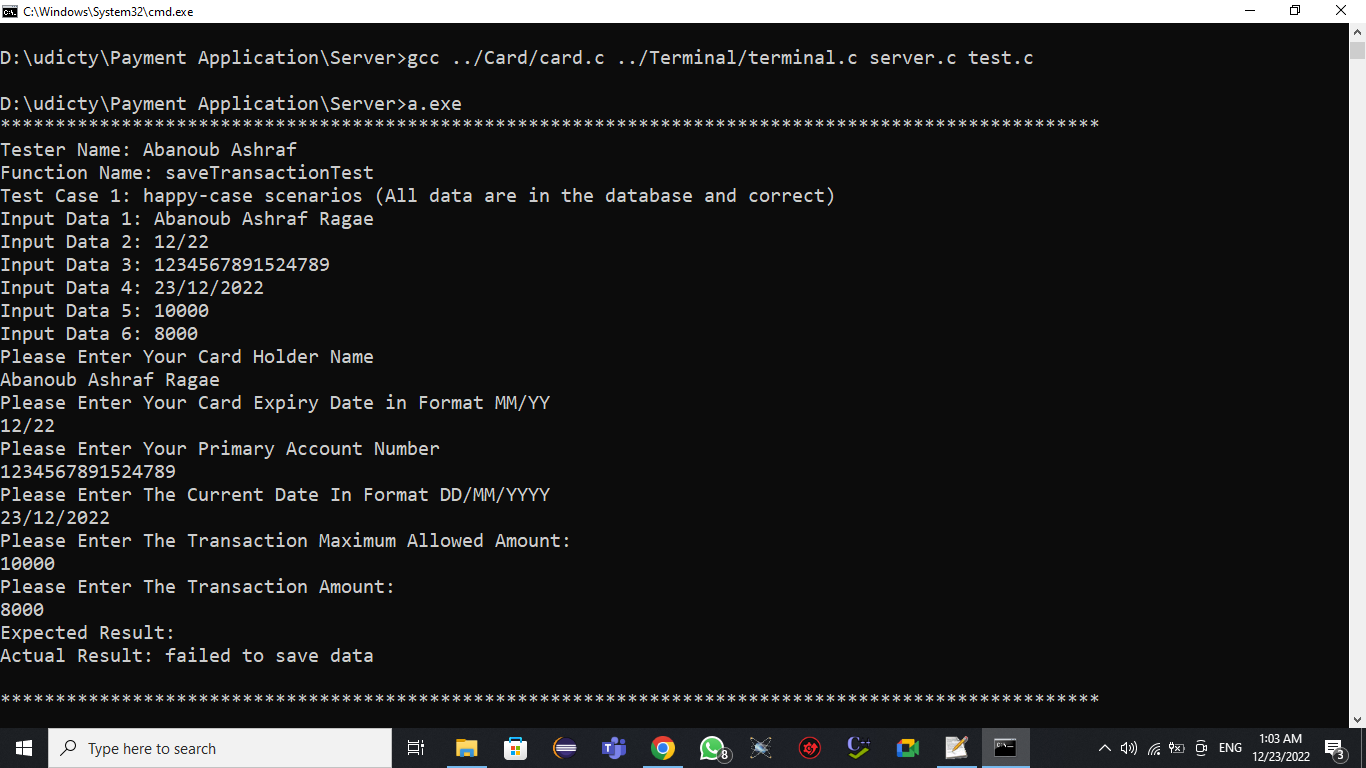 C:\Windows\System32\cmd.exe
D:\udicty\Payment Application\Server>gcc ../Card/card.c ../Terminal/terminal.c server.c test.c
D:\udicty\Payment Application\Server>a.exe
****************************************************************************************************
Tester Name: Abanoub Ashraf
Function Name: saveTransactionTest
Test Case 1: happy-case scenarios (All data are in the database and correct)
Input Data 1: Abanoub Ashraf Ragae
Input Data 2: 12/22
Input Data 3: 1234567891524789
Input Data 4: 23/12/2022
Input Data 5: 10000
Input Data 6: 8000
Please Enter Your Card Holder Name
Abanoub Ashraf Ragae
Please Enter Your Card Expiry Date in Format MM/YY
12/22
Please Enter Your Primary Account Number
1234567891524789
Please Enter The Current Date In Format DD/MM/YYYY
23/12/2022
Please Enter The Transaction Maximum Allowed Amount:
10000
Please Enter The Transaction Amount:
8000
Expected Result:
Actual Result: failed to save data
****************************************************************************************************
Type here to search
8
ENG
1:03 AM
12/23/2022
3